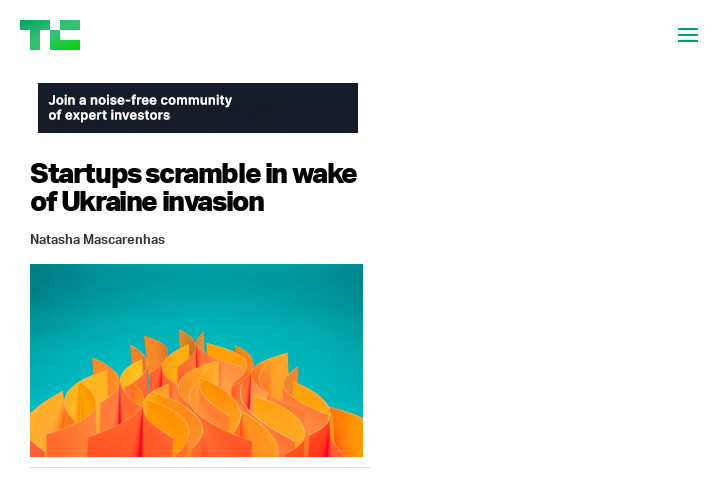 TC
Join a noise-free community
of expert investors
Startups scramble in wake
of Ukraine invasion
Natasha Mascarenhas